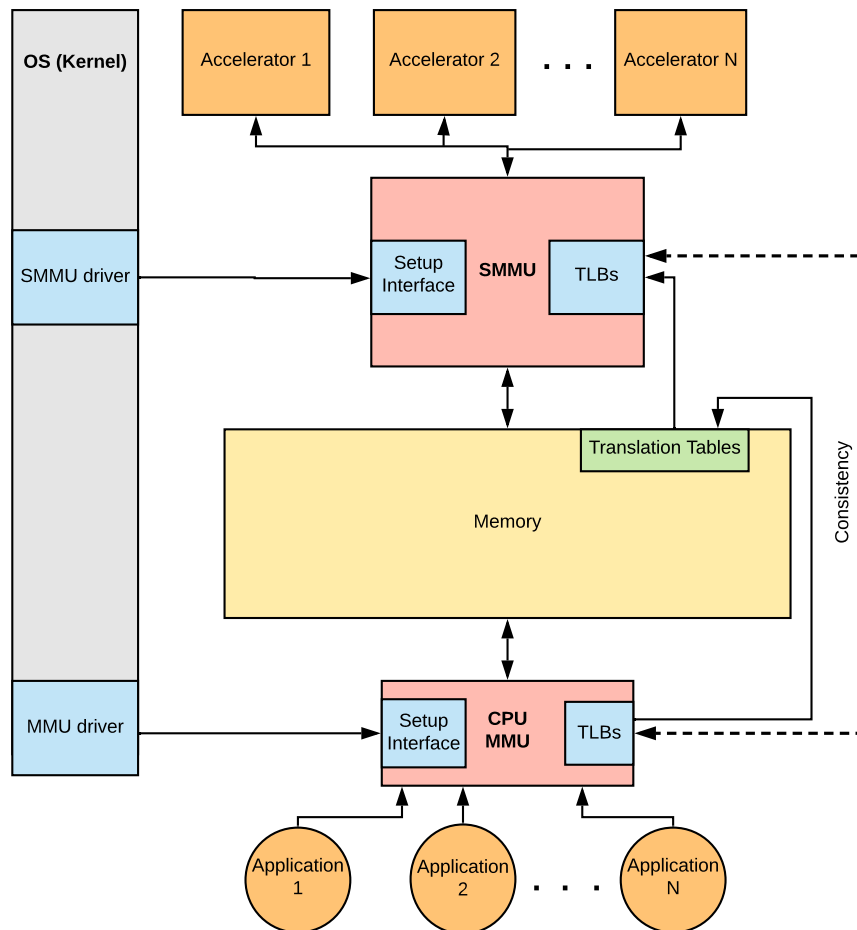 OS (Kernel)
Accelerator 1
Accelerator 2
. . .
Accelerator N
SMMU driver
Setup
Interface
SMMU
TLBs
Translation Tables
Memory
Consistency
MMU driver
Setup
Interface
CPU
MMU
TLBs
Application
1
Application
2
. . .
Application
N